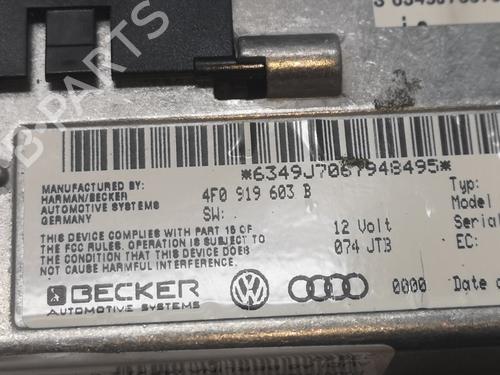 *6349J7067948495*
MANUFACTURED BY:
HARMAN/BECKER
AUTOMOTIVE SYSTEMS
GERMANY
4F0 919 603 B
SW:
THIS DEVICE COMPLIES WITH PART 15 OF
THE FCC RULES. OPERATION IS SUBJECT TO
THE CONDITION THAT THIS DEVICE DOES
NOT CAUSE HARMFUL INTERFERENCE.
12 Volt
074 JTB
Typ:
Model
Serial
EC:
BECKER
AUTOMOTIVE SYSTEMS
0000
Date o
B-PARTS